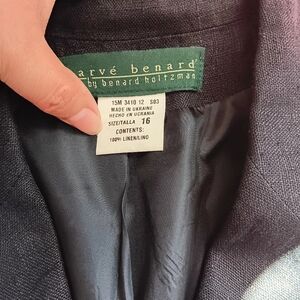 arvé benard
by benard holtzman
15M 3410 12 S03
MADE IN UKRAINE
HECHO EN UCRANIA
SIZE/TALLA 16
CONTENTS:
100% LINEN/LINO